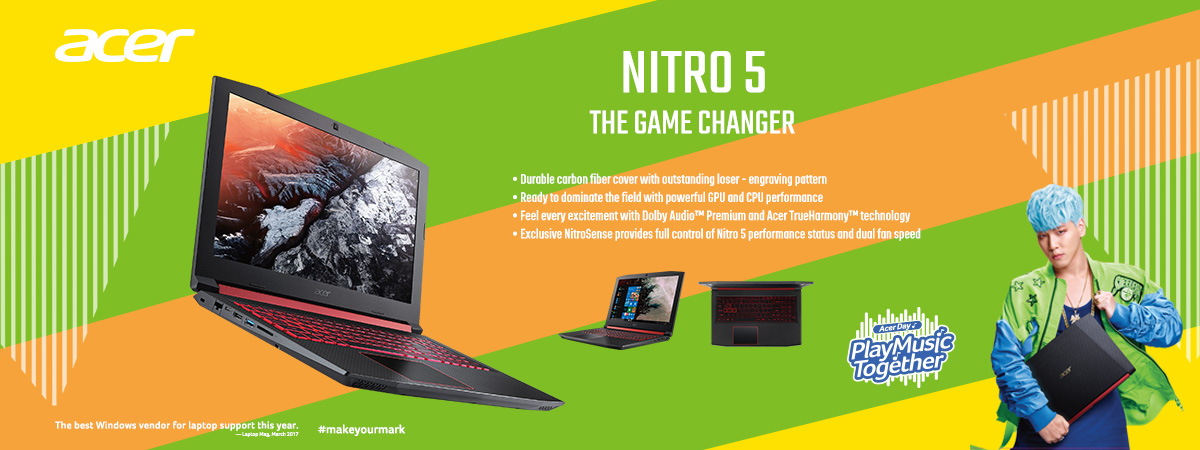 acer
NITRO 5
THE GAME CHANGER
• Durable carbon fiber cover with outstanding loser - engraving pattern
• Ready to dominate the field with powerful GPU and CPU performance
• Feel every excitement with Dolby Audio™ Premium and Acer TrueHarmony™ technology
• Exclusive NitroSense provides full control of Nitro 5 performance status and dual fan speed
acer
Acer Day
PlayMusic
Together
acer
The best Windows vendor for laptop support this year.
— Laptop Mag, March 2017
#makeyourmark